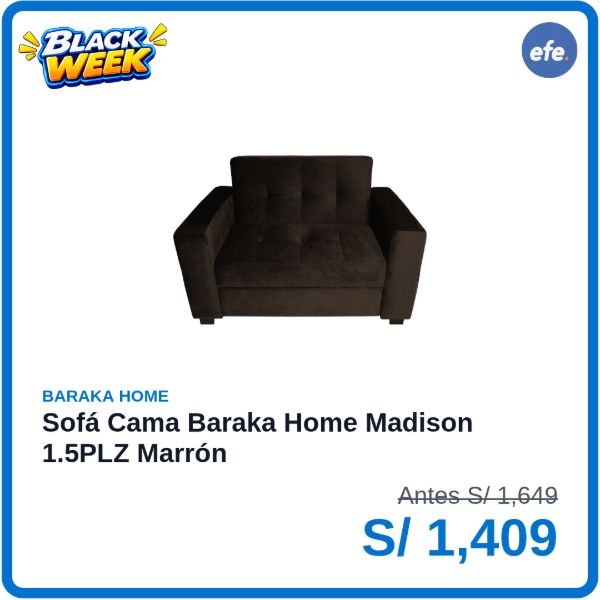 BLACK
WEEK
efe.
BARAKA HOME
Sofá Cama Baraka Home Madison
1.5PLZ Marrón
Antes S/ 1,649
S/ 1,409